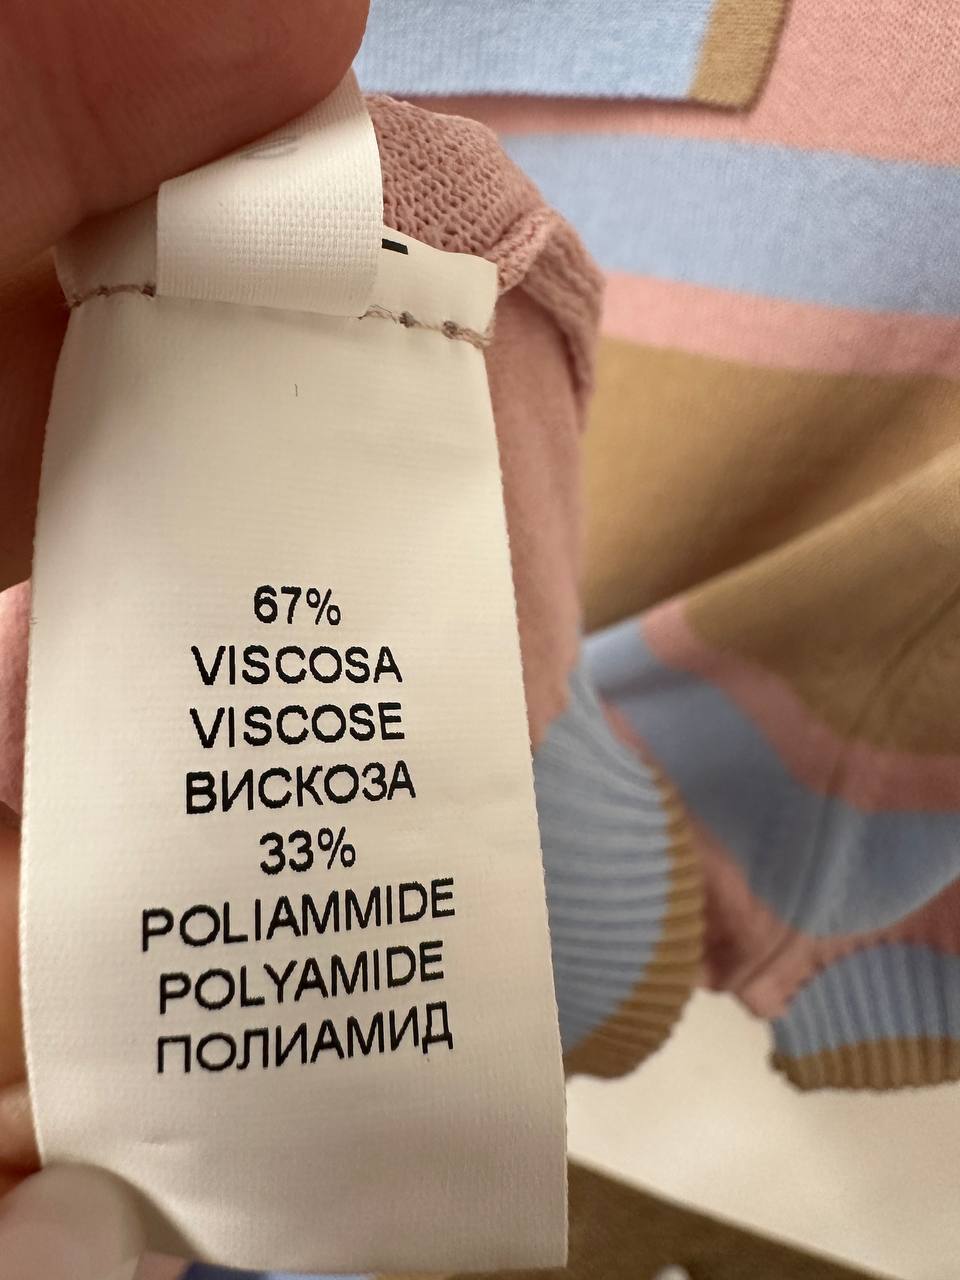 67%
VISCOSA
VISCOSE
ВИСКОЗА
33%
POLIAMMIDE
POLYAMIDE
ПОЛИАМИД